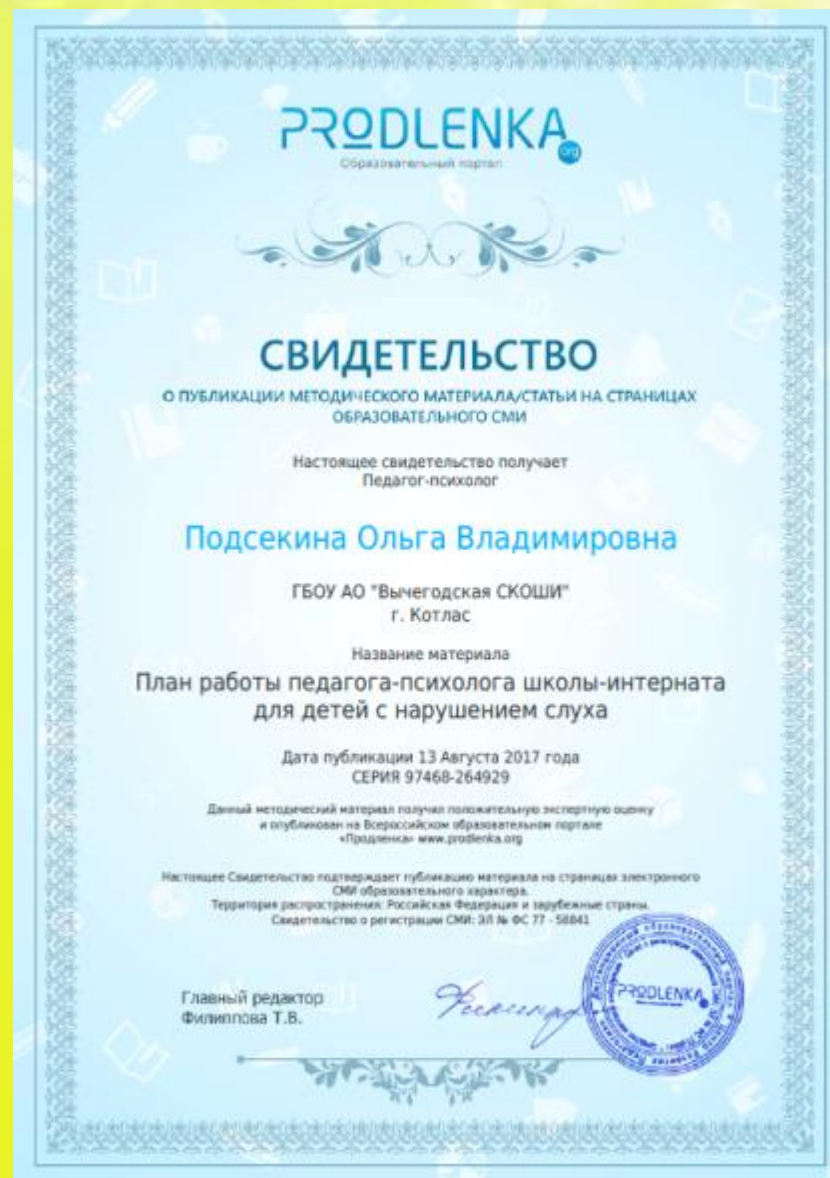 PRODLENKA.org
Образовательный портал
СВИДЕТЕЛЬСТВО
О ПУБЛИКАЦИИ МЕТОДИЧЕСКОГО МАТЕРИАЛА/СТАТЬИ НА СТРАНИЦАХ
ОБРАЗОВАТЕЛЬНОГО СМИ
Настоящее свидетельство получает
Педагог-психолог
Подсекина Ольга Владимировна
ГБОУ АО "Вычегодская СКОШИ"
г. Котлас
Название материала
План работы педагога-психолога школы-интерната
для детей с нарушением слуха
Дата публикации 13 Августа 2017 года
СЕРИЯ 97468-264929
Данный методический материал получил положительную экспертную оценку
и опубликован на Всероссийском образовательном портале
«Продленка» www.prodlenka.org
Настоящее Свидетельство подтверждает публикацию материала на страницах электронного
СМИ образовательного характера.
Территория распространения: Российская Федерация и зарубежные страны.
Свидетельство о регистрации СМИ: ЭЛ № ФС 77 - 58841
Главный редактор
Филиппова Т.В.
PRODLENKA